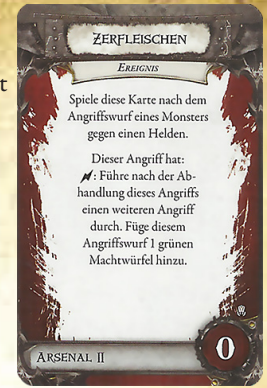 t
ZERFLEISCHEN
EREIGNIS
Spiele diese Karte nach dem
Angriffswurf eines Monsters
gegen einen Helden.
Dieser Angriff hat:
: Führe nach der Ab-
handlung dieses Angriffs
einen weiteren Angriff
durch. Füge diesem
Angriffswurf 1 grünen
Machtwürfel hinzu.
0
ARSENAL II